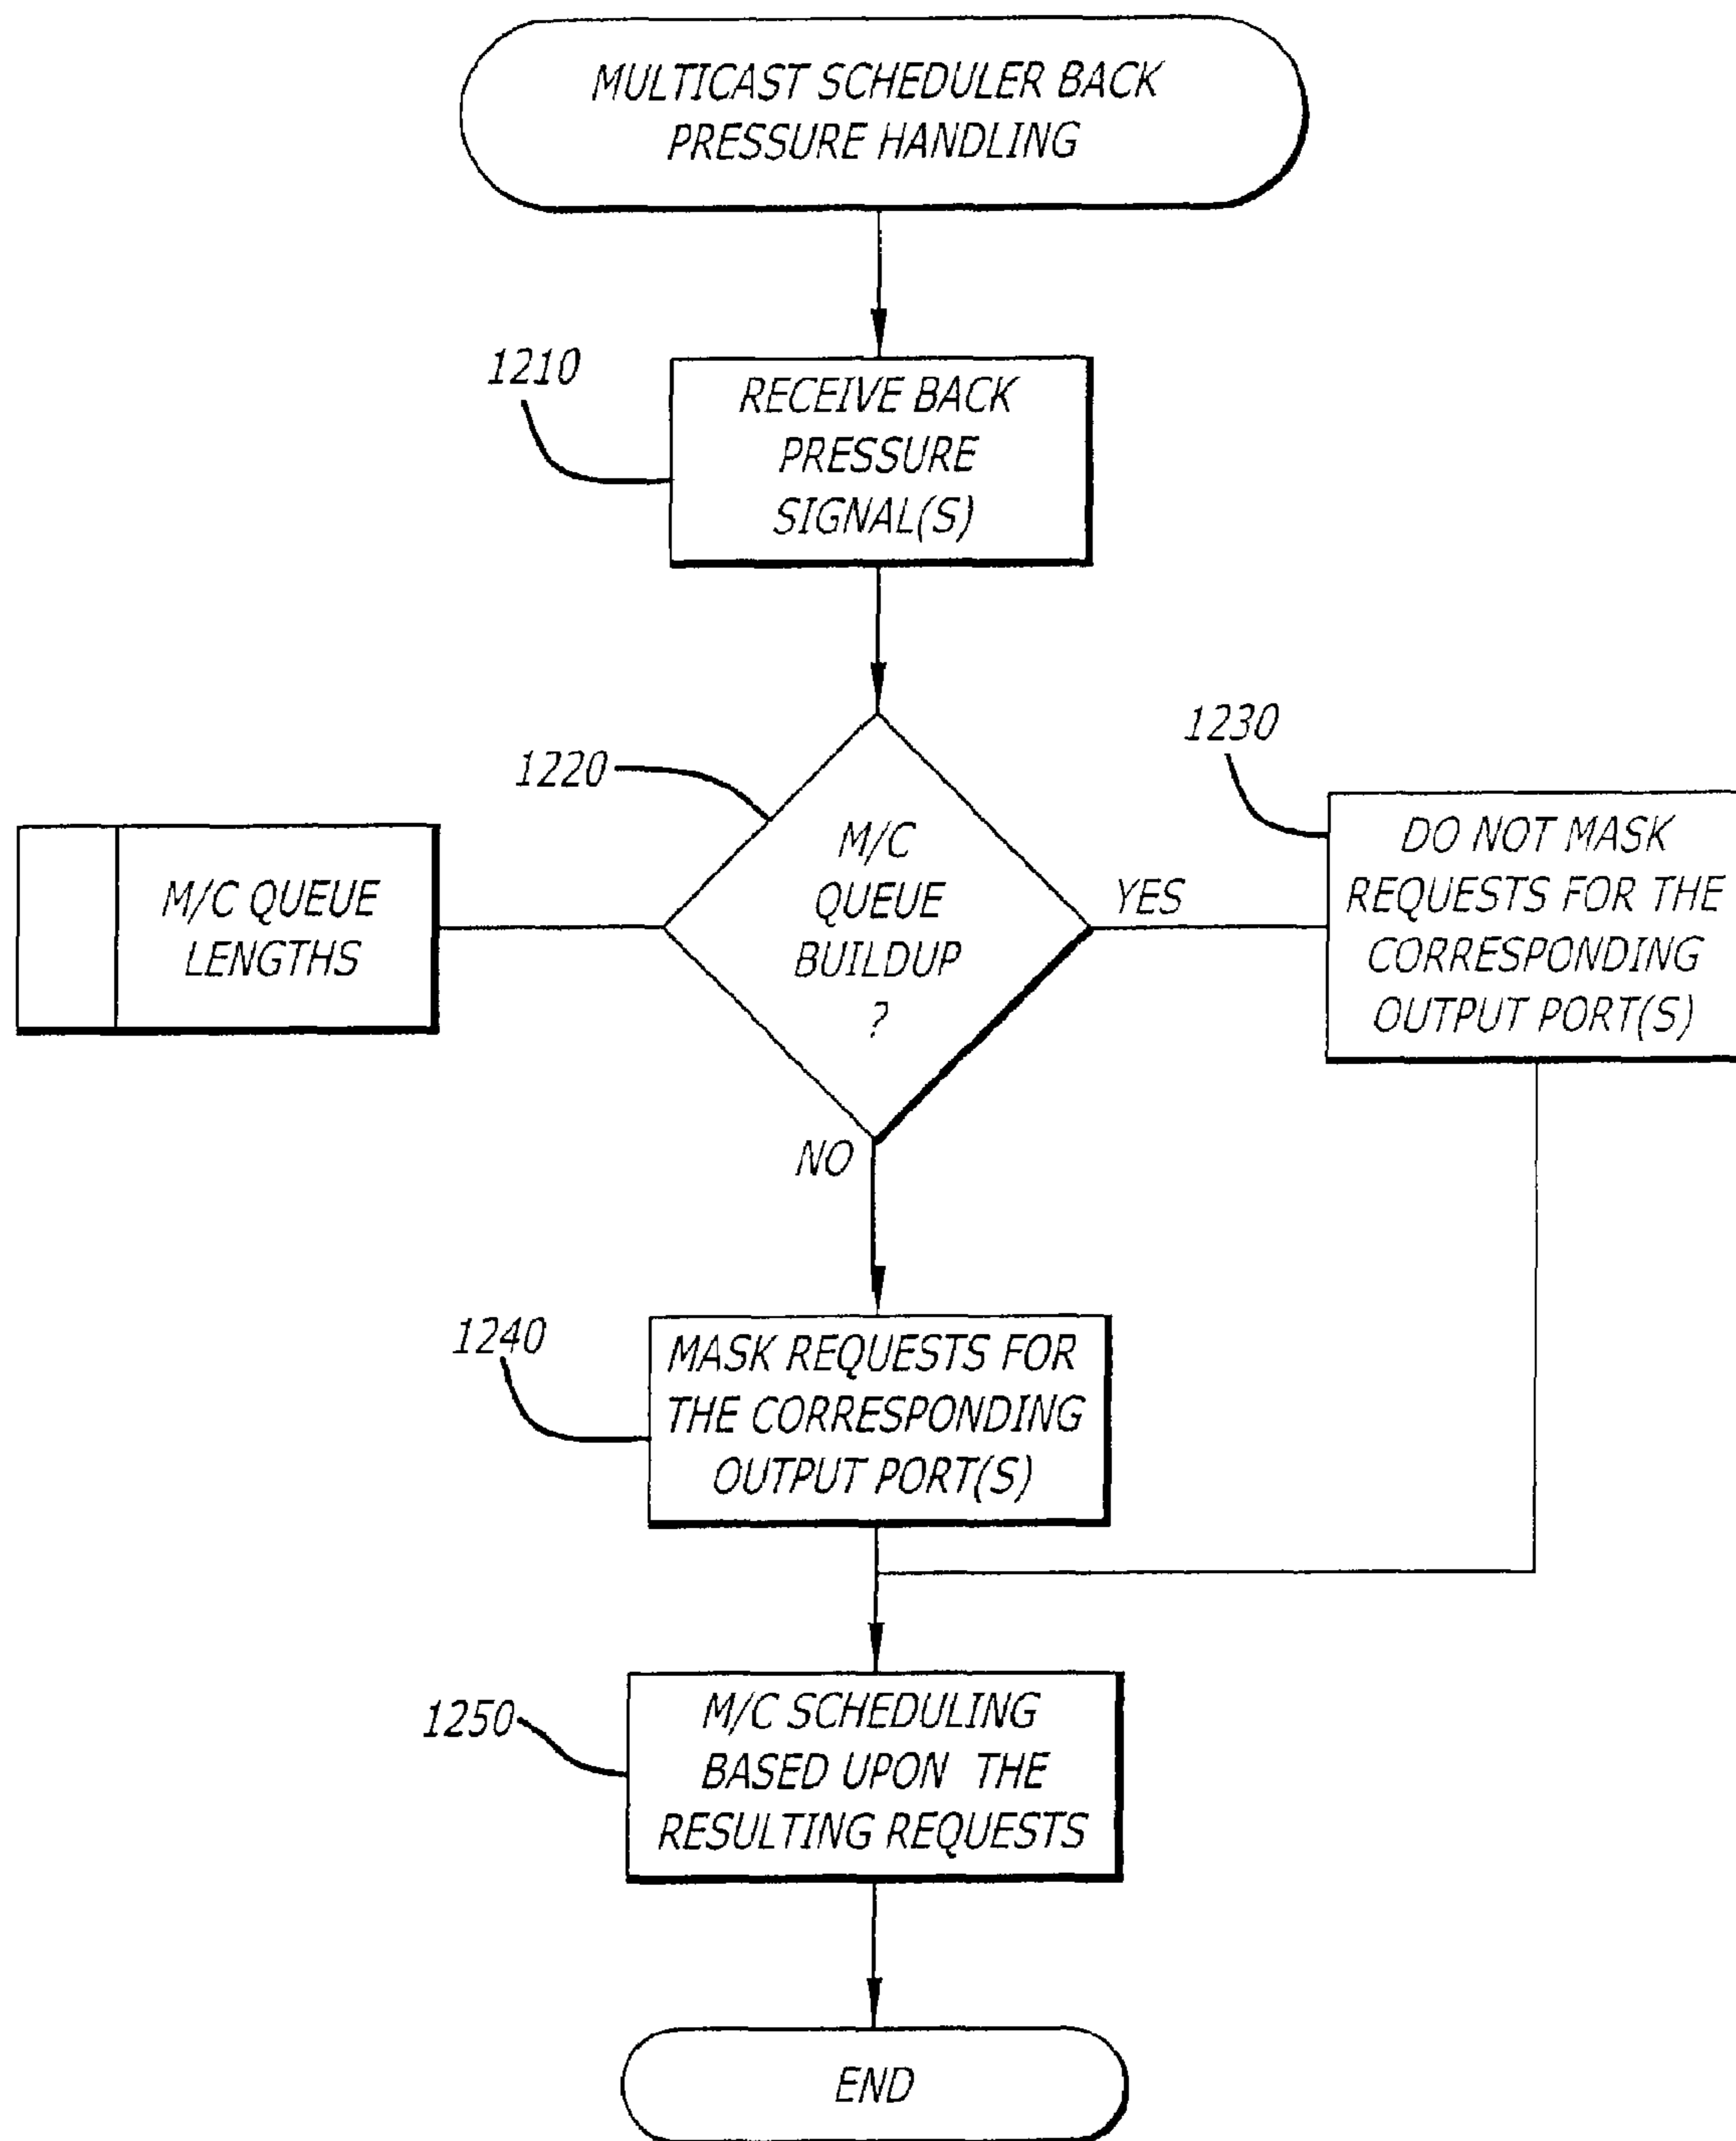 MULTICAST SCHEDULER BACK
PRESSURE HANDLING
1210
RECEIVE BACK
PRESSURE
SIGNAL(S)
1220
M/C
QUEUE
BUILDUP
?
M/C QUEUE
LENGTHS
YES
1230
DO NOT MASK
REQUESTS FOR THE
CORRESPONDING
OUTPUT PORT(S)
NO
1240
MASK REQUESTS FOR
THE CORRESPONDING
OUTPUT PORT(S)
1250
M/C SCHEDULING
BASED UPON THE
RESULTING REQUESTS
END